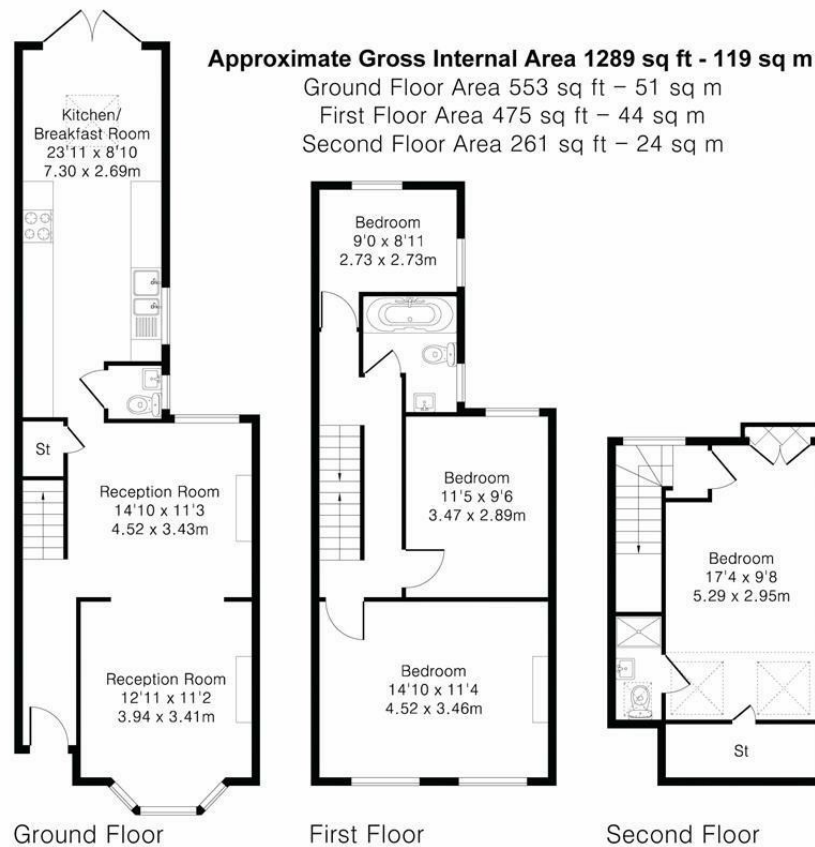 Approximate Gross Internal Area 1289 sq ft - 119 sq m
Ground Floor Area 553 sq ft – 51 sq m
First Floor Area 475 sq ft – 44 sq m
Second Floor Area 261 sq ft – 24 sq m
Kitchen/
Breakfast Room
23'11 x 8'10
7.30 x 2.69m
St
Reception Room
14'10 x 11'3
4.52 x 3.43m
Reception Room
12'11 x 11'2
3.94 x 3.41m
Ground Floor
Bedroom
9'0 x 8'11
2.73 x 2.73m
Bedroom
11'5 x 9'6
3.47 x 2.89m
Bedroom
14'10 x 11'4
4.52 x 3.46m
First Floor
Bedroom
17'4 x 9'8
5.29 x 2.95m
St
Second Floor